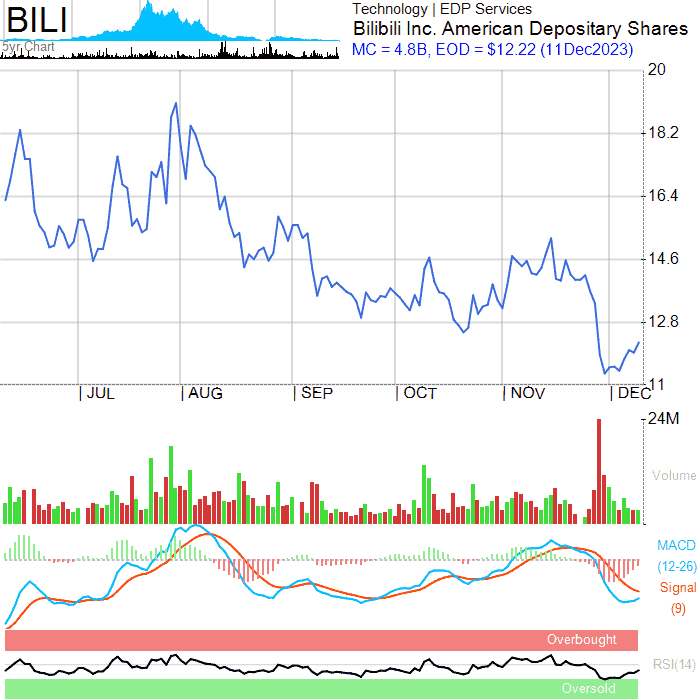 BILI
5yr Chart
Technology | EDP Services
Bilibili Inc. American Depositary Shares
MC = 4.8B, EOD = $12.22 (11Dec2023)
20
18.2
16.4
14.6
12.8
11
| JUL | AUG | SEP | OCT | NOV | DEC
24M
Volume
MACD
(12-26)
Signal
(9)
Overbought
RSI(14)
Oversold